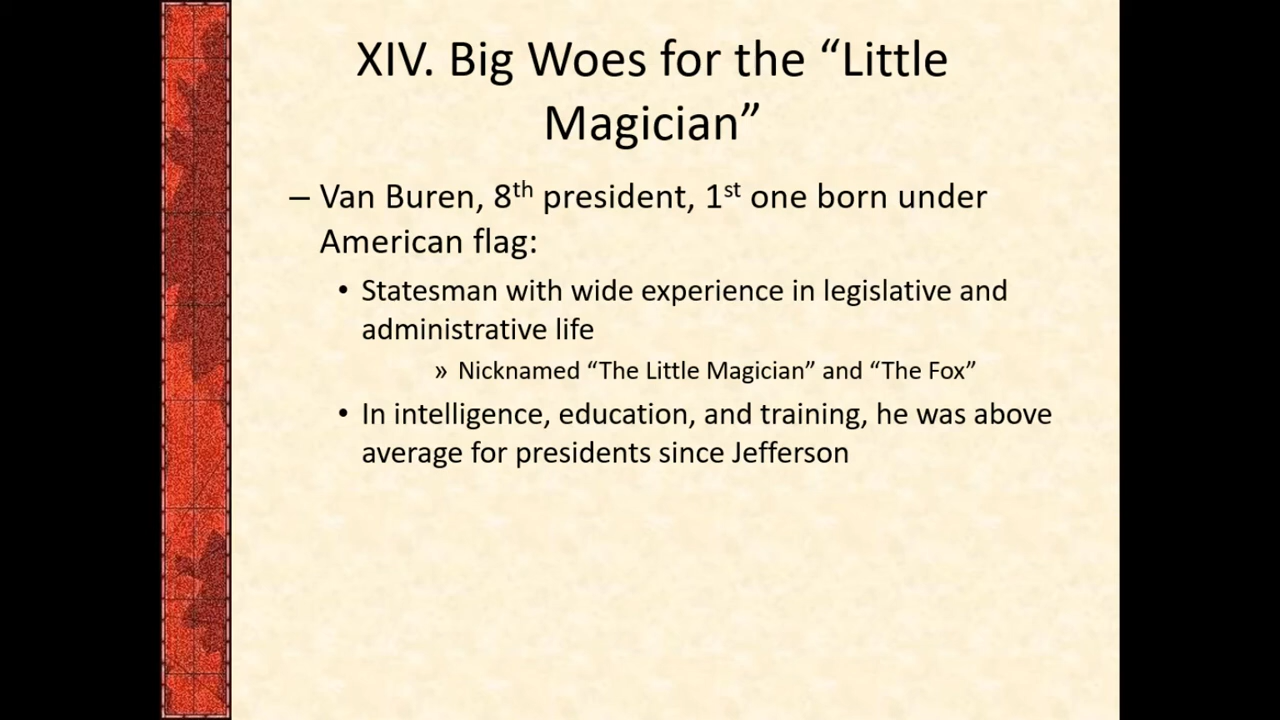 XIV. Big Woes for the “Little
Magician”
– Van Buren, 8th president, 1st one born under
American flag:
• Statesman with wide experience in legislative and
administrative life
» Nicknamed “The Little Magician” and “The Fox”
• In intelligence, education, and training, he was above
average for presidents since Jefferson